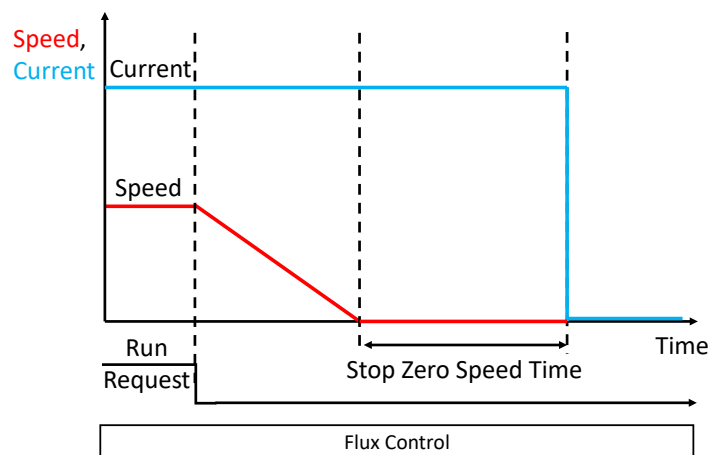 Speed,
Current
Current
Speed
Time
Run
Request
Stop Zero Speed Time
Flux Control